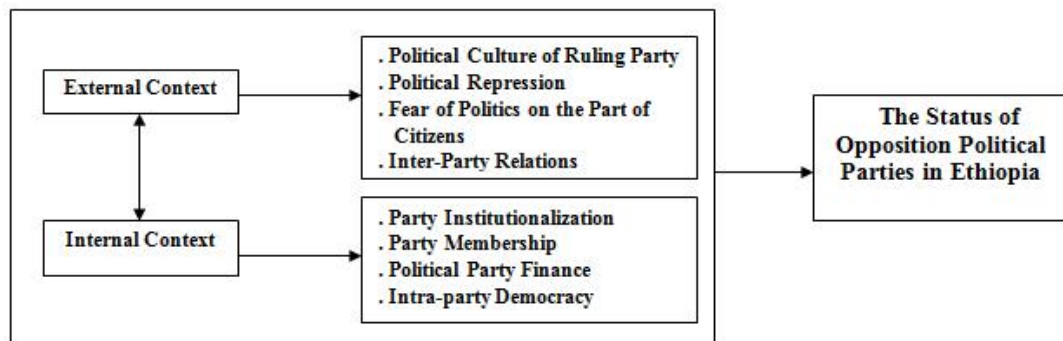 External Context
. Political Culture of Ruling Party
. Political Repression
. Fear of Politics on the Part of
Citizens
. Inter-Party Relations
Internal Context
. Party Institutionalization
. Party Membership
. Political Party Finance
. Intra-party Democracy
The Status of
Opposition Political
Parties in Ethiopia